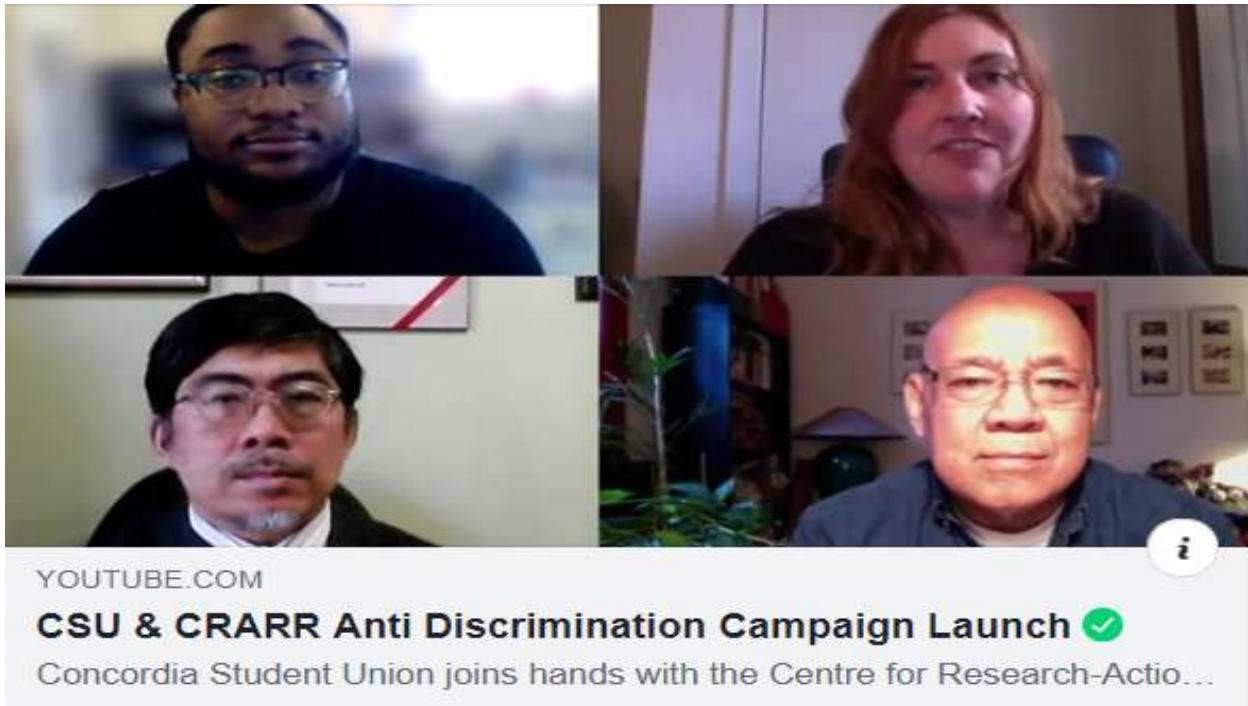 YOUTUBE.COM
CSU & CRARR Anti Discrimination Campaign Launch
Concordia Student Union joins hands with the Centre for Research-Actio…